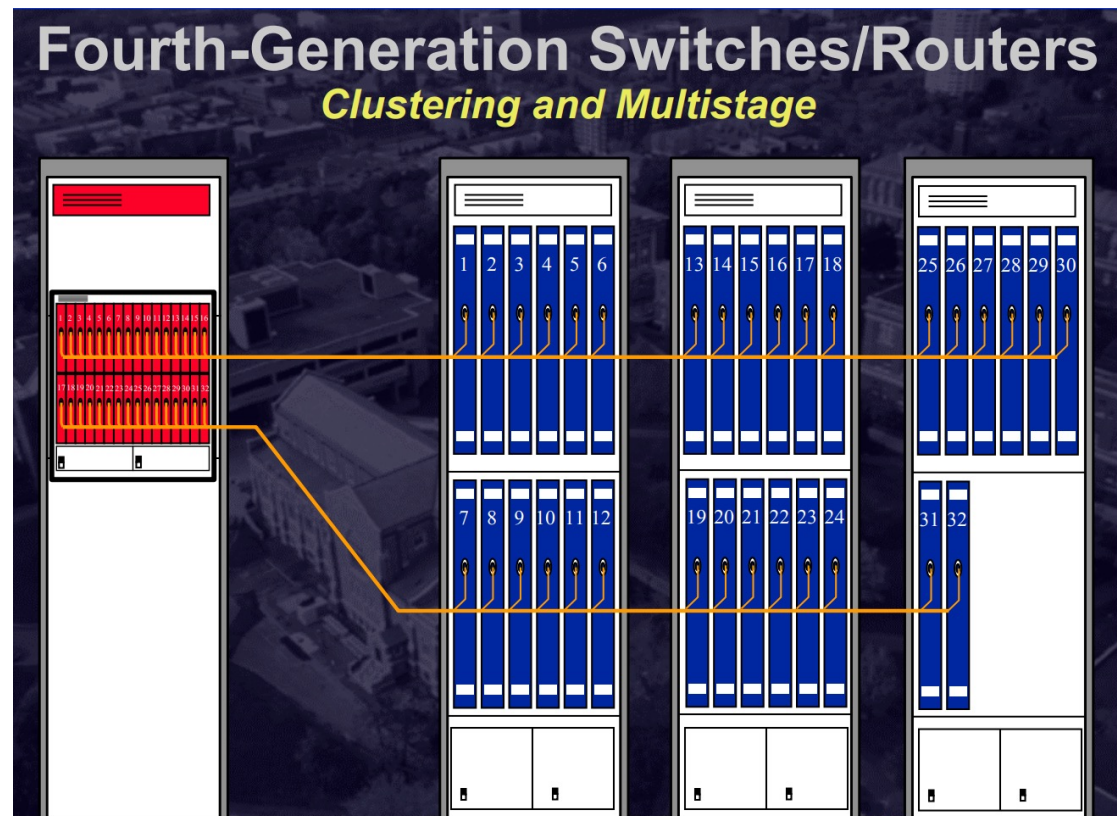 Fourth-Generation Switches/Routers
Clustering and Multistage
1 2 3 4 5 6 7 8 9 10 11 12 13 14 15 16
17 18 19 20 21 22 23 24 25 26 27 28 29 30 31 32
1 2 3 4 5 6
7 8 9 10 11 12
13 14 15 16 17 18
19 20 21 22 23 24
25 26 27 28 29 30
31 32